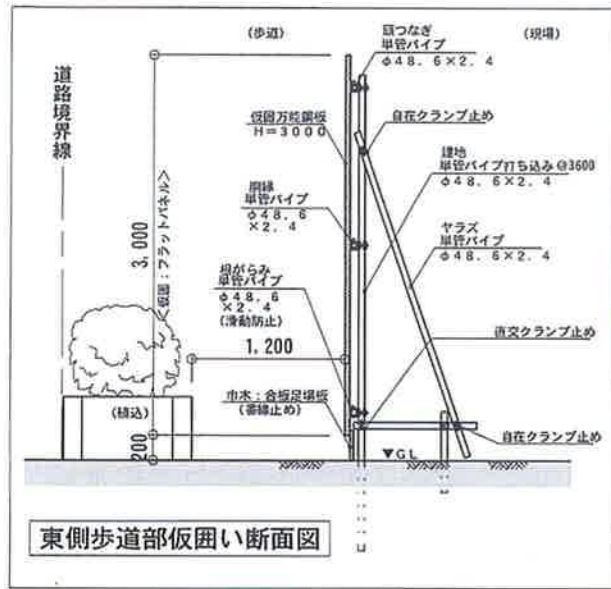 （歩道）
頭つなぎ
単管パイプ
φ48．6×2．4
（現場）
道路境界線
仮囲万能鋼板
H＝3000
自在クランプ止め
建地
単管パイプ打ち込み@3600
φ48．6×2．4
胴縁
単管パイプ
φ48．6
×2．4
ヤラズ
単管パイプ
φ48．6×2．4
3,000
＜仮囲：フラットパネル＞
根がらみ
単管パイプ
φ48．6
×2．4
（滑動防止）
1,200
直交クランプ止め
巾木：合板足場板
（番線止め）
（植込）
200
自在クランプ止め
▼GL
東側歩道部仮囲い断面図